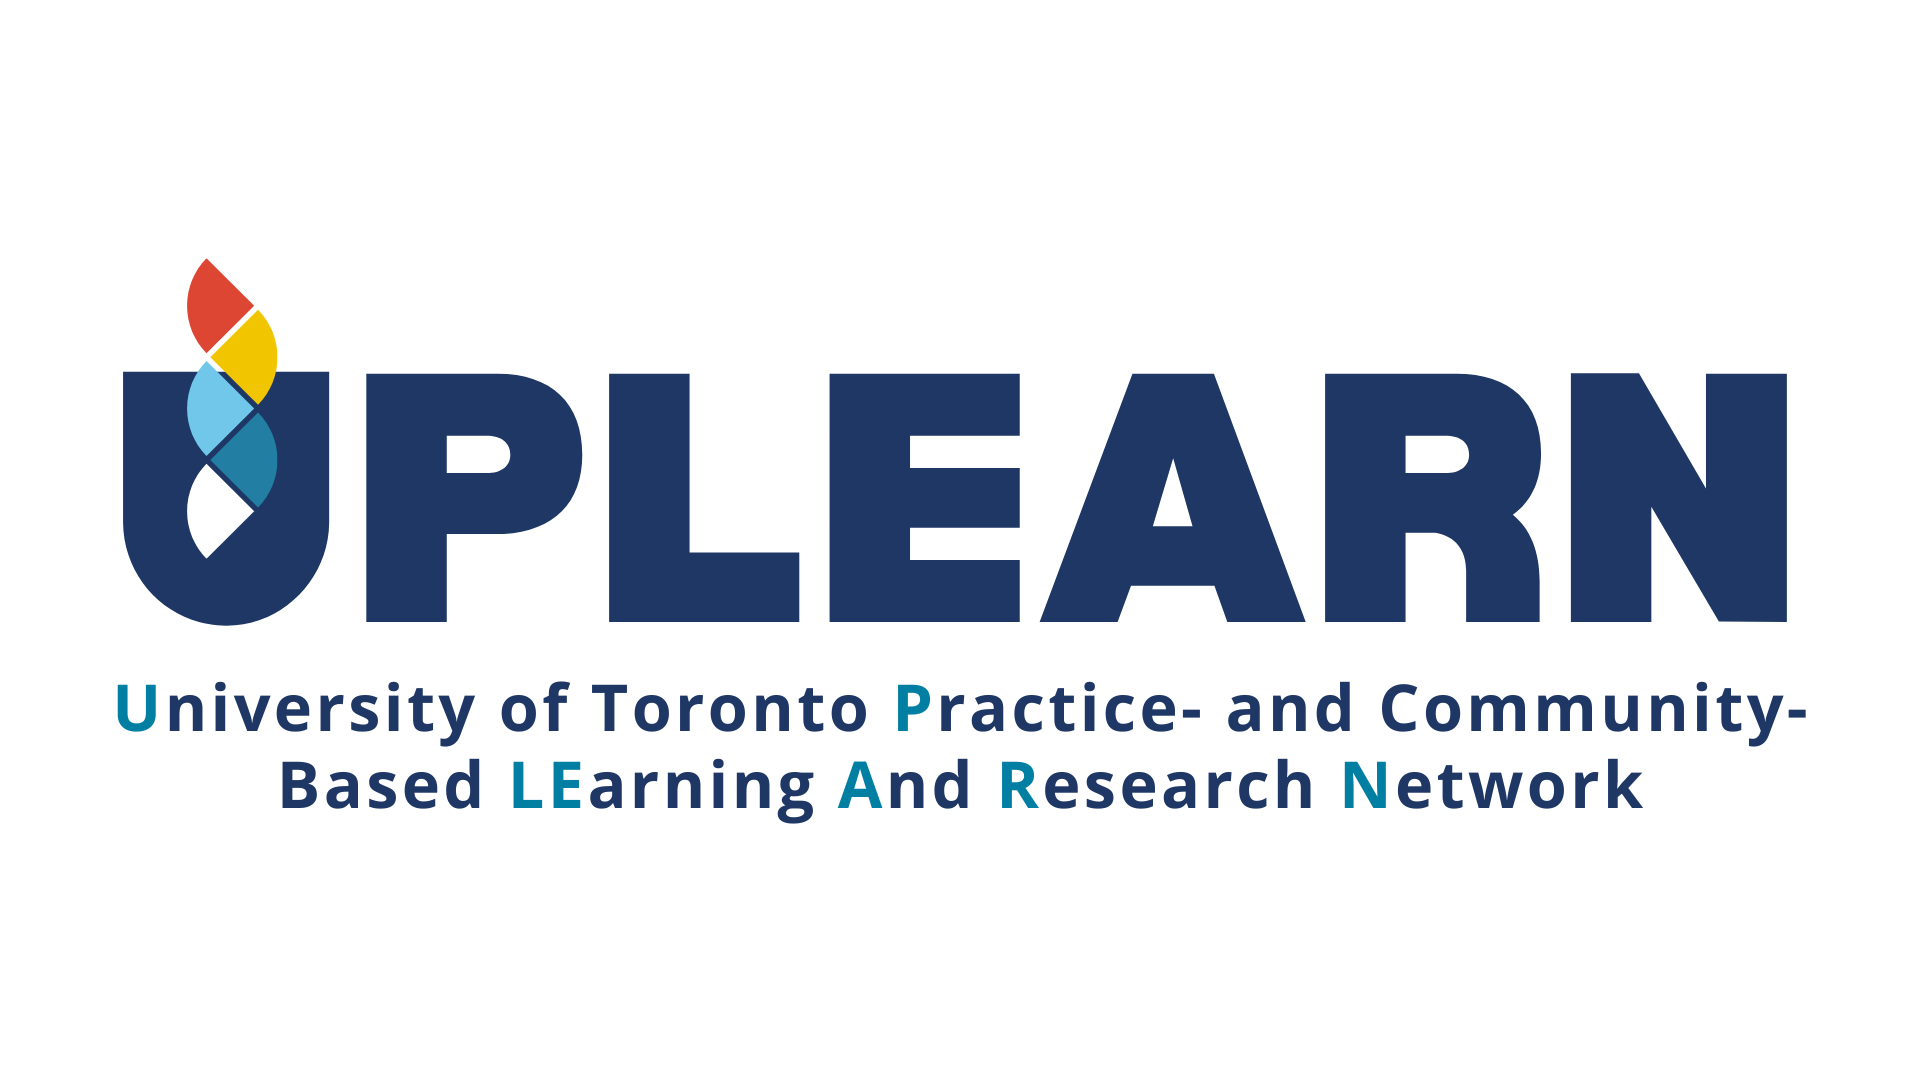 UPLEARN
University of Toronto Practice- and Community-
Based LEarning And Research Network